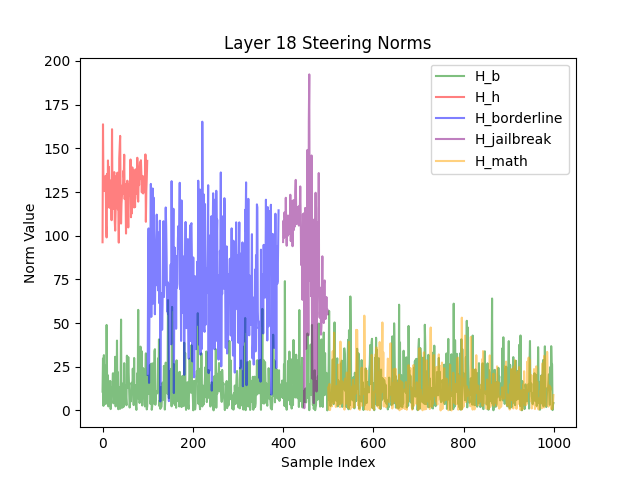 Layer 18 Steering Norms
200
175
150
125
100
75
50
25
0
Norm Value
H_b
H_h
H_borderline
H_jailbreak
H_math
0
200
400
600
800
1000
Sample Index